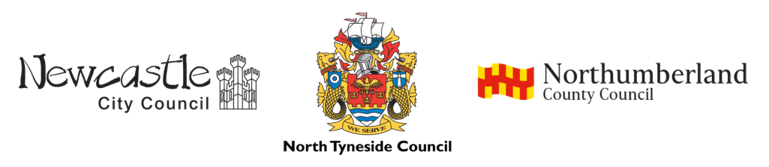 Newcastle
City Council
WE SERVE
North Tyneside Council
Northumberland
County Council